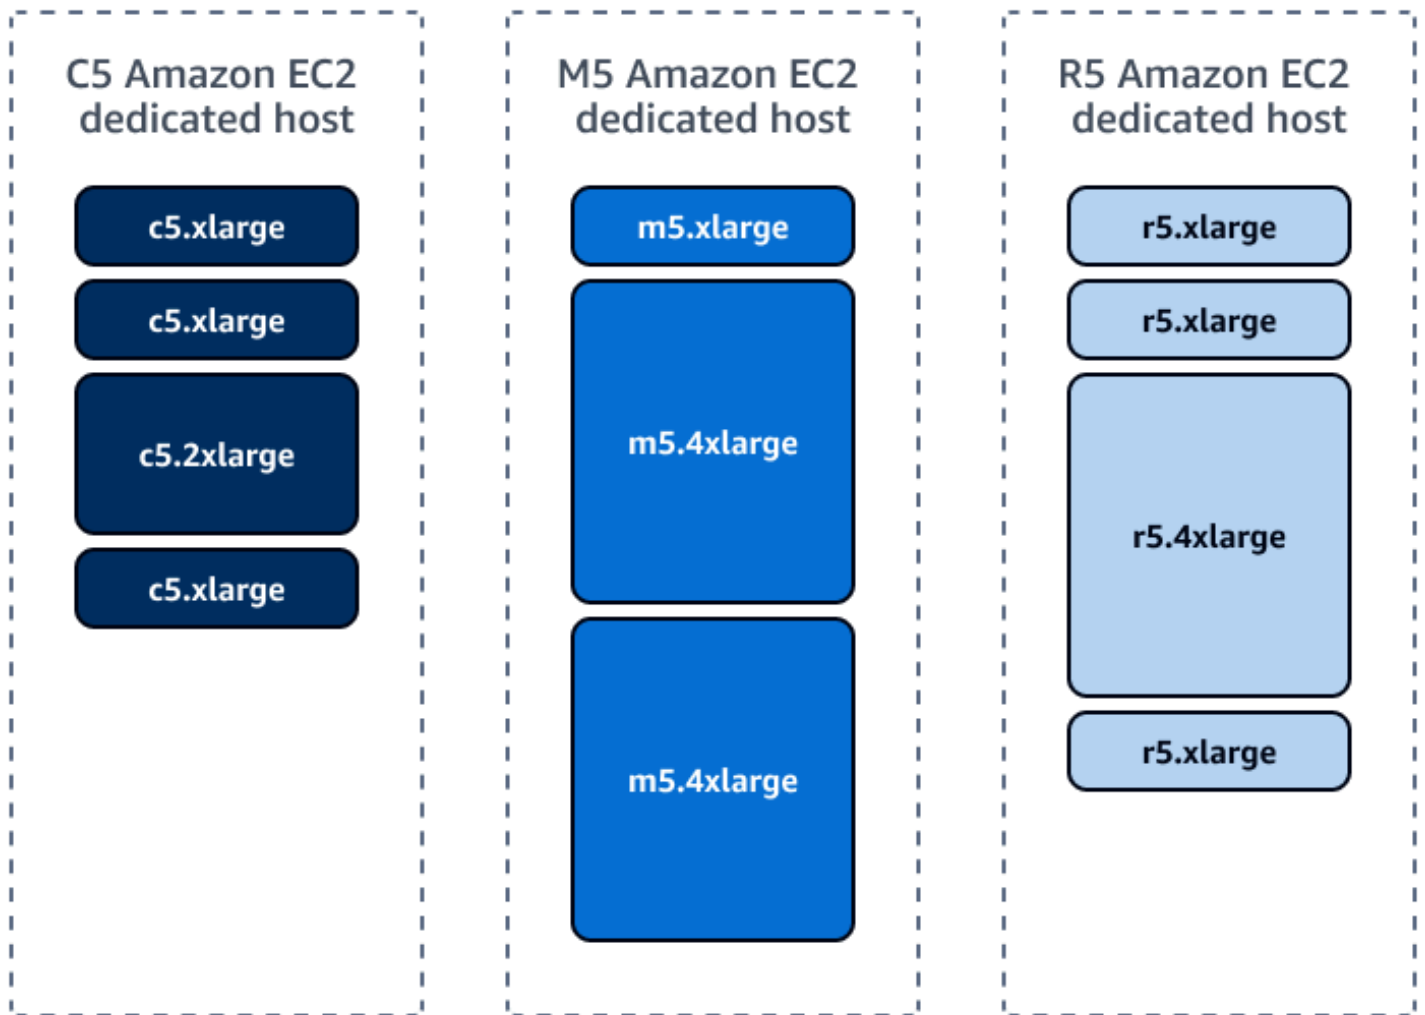 C5 Amazon EC2
dedicated host
c5.xlarge
c5.xlarge
c5.2xlarge
c5.xlarge
M5 Amazon EC2
dedicated host
m5.xlarge
m5.4xlarge
m5.4xlarge
R5 Amazon EC2
dedicated host
r5.xlarge
r5.xlarge
r5.4xlarge
r5.xlarge